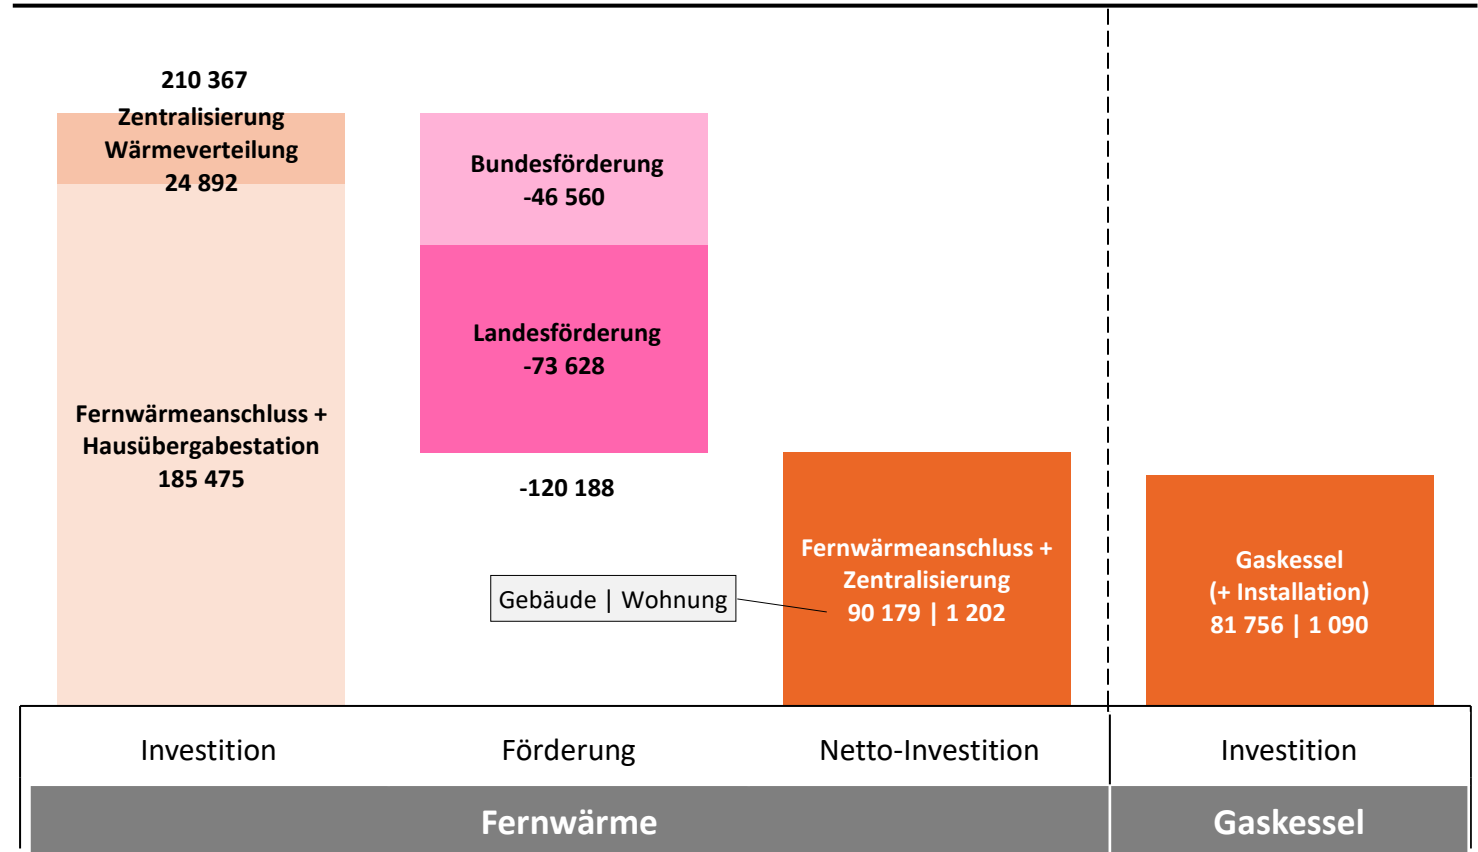 210 367
Zentralisierung
Wärmeverteilung
24 892
Fernwärmeanschluss +
Hausübergabestation
185 475
Bundesförderung
-46 560
Landesförderung
-73 628
-120 188
Gebäude | Wohnung
Fernwärmeanschluss +
Zentralisierung
90 179 | 1 202
Gaskessel
(+ Installation)
81 756 | 1 090
Investition
Förderung
Netto-Investition
Investition
Fernwärme
Gaskessel